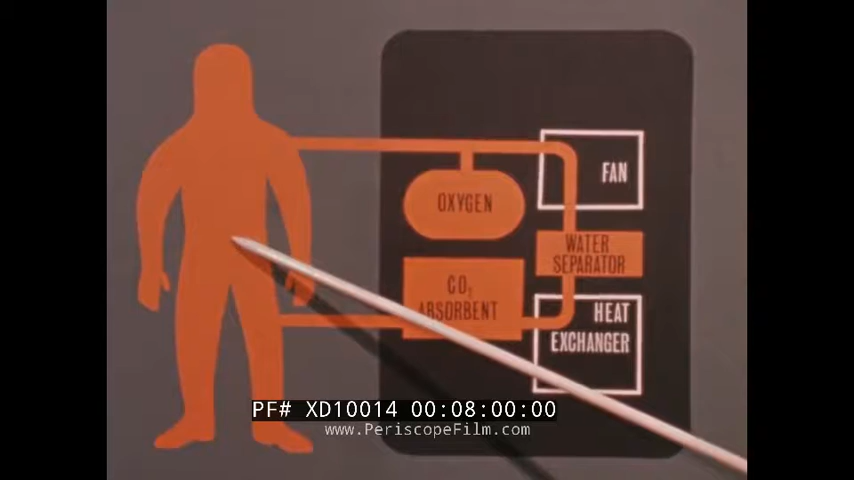 FAN
OXYGEN
WATER
SEPARATOR
CO2
ABSORBENT
HEAT
EXCHANGER
PF# XD10014 00:08:00:00
www.PeriscopeFilm.com